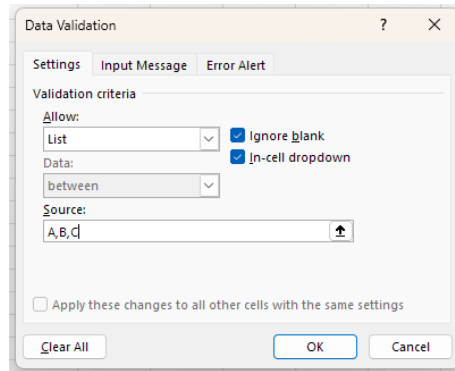 Data Validation ?
Settings Input Message Error Alert
Validation criteria
Allow:
List Ignore blank
Data: In-cell dropdown
between
Source:
A,B,C
Apply these changes to all other cells with the same settings
Clear All OK Cancel